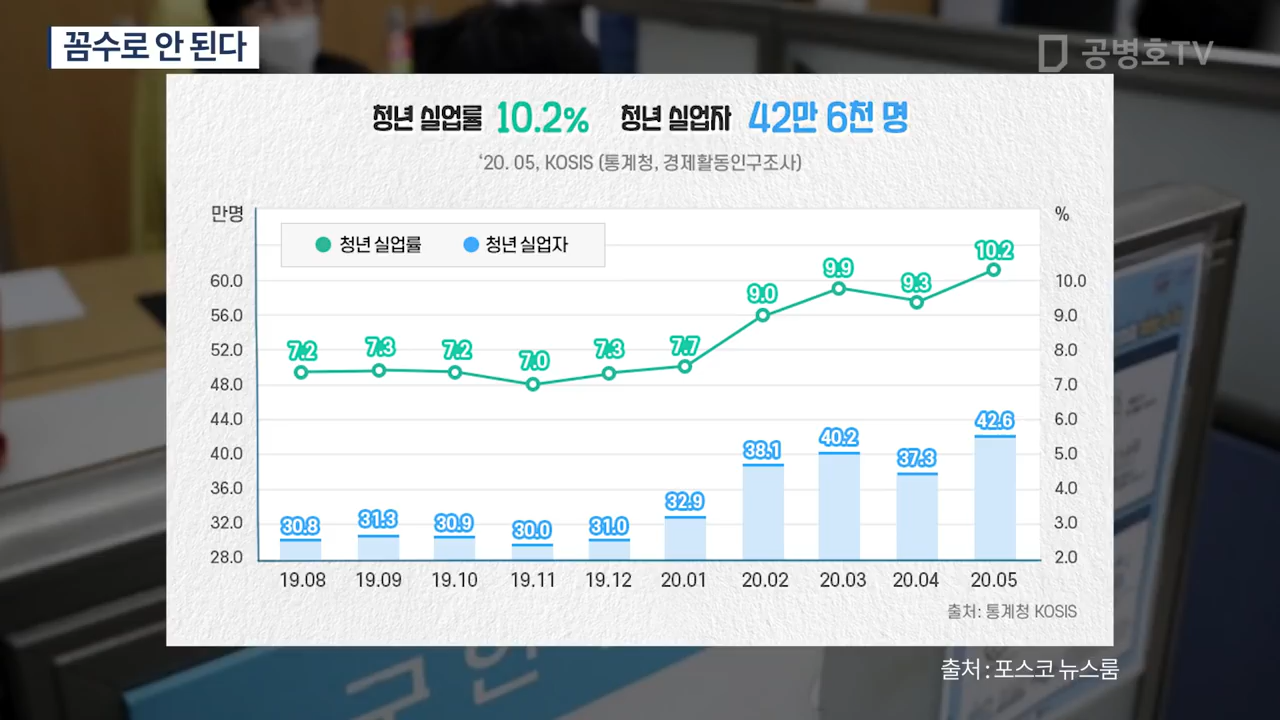 꼼수로 안 된다
공병호TV
청년 실업률 10.2% 청년 실업자 42만 6천 명
‘20. 05, KOSIS (통계청, 경제활동인구조사)
만명
%
청년 실업률 청년 실업자
10.2
9.9
9.3
9.0
60.0
10.0
56.0
9.0
7.2 7.3 7.2 7.0 7.3 7.7
52.0
8.0
48.0
7.0
44.0
6.0
42.6
40.2
38.1
37.3
40.0
5.0
36.0
4.0
32.9
30.8 31.3 30.9 30.0 31.0
32.0
3.0
28.0
2.0
19.08 19.09 19.10 19.11 19.12 20.01 20.02 20.03 20.04 20.05
출처: 통계청 KOSIS
출처 : 포스코 뉴스룸